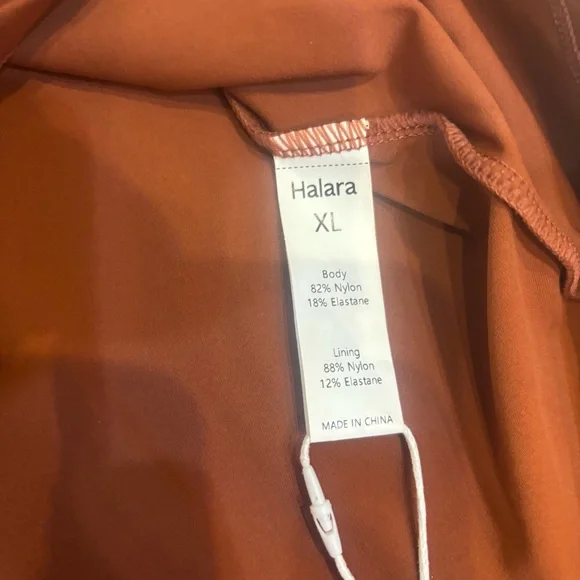 Halara
XL
Body
82% Nylon
18% Elastane
Lining
88% Nylon
12% Elastane
MADE IN CHINA